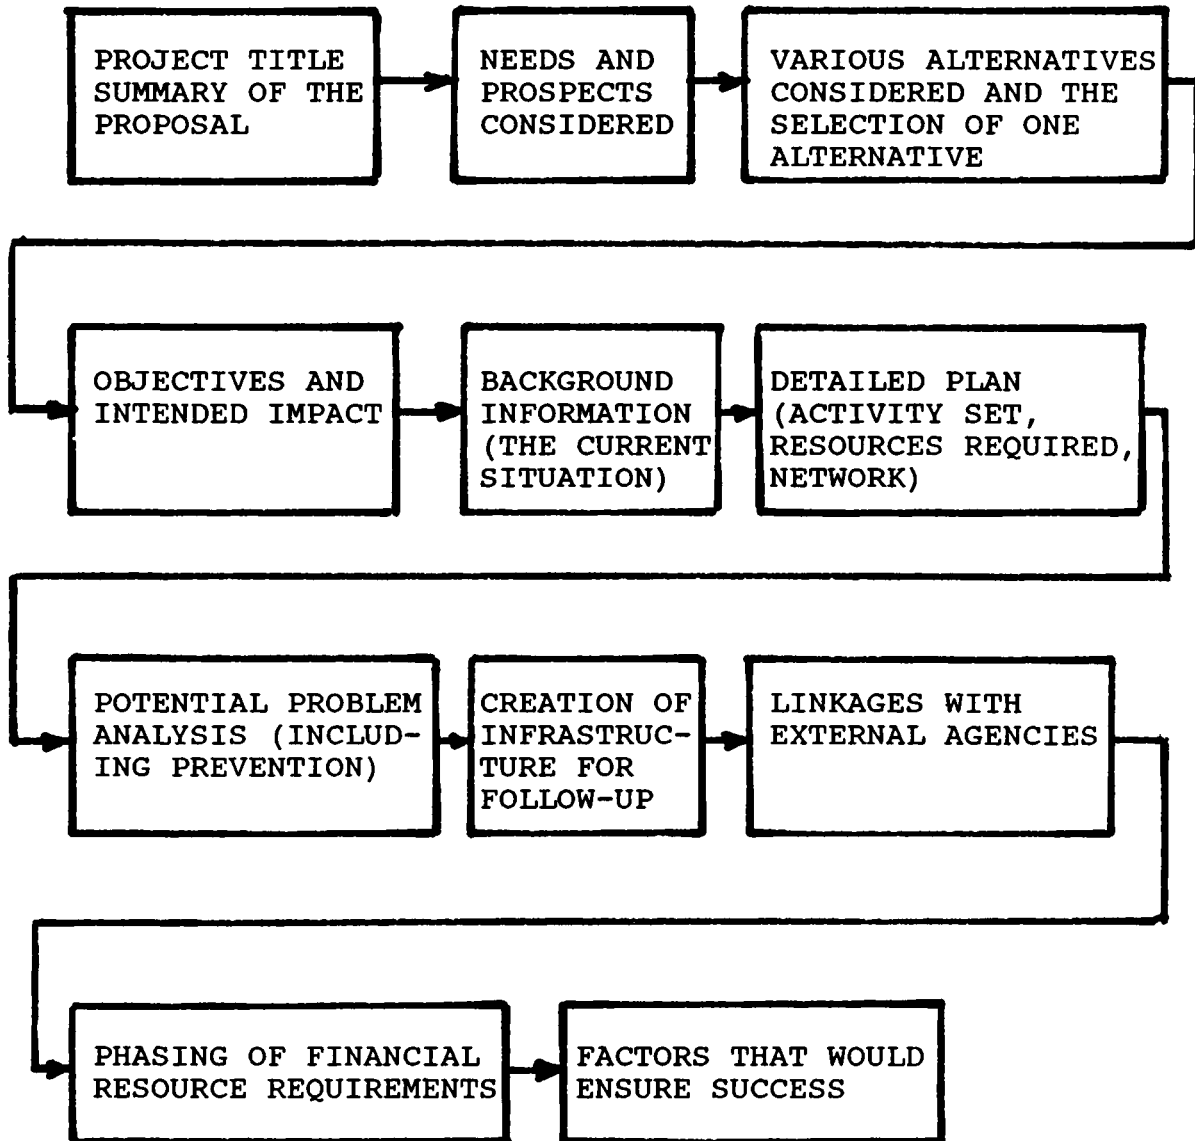 PROJECT TITLE
SUMMARY OF THE
PROPOSAL
NEEDS AND
PROSPECTS
CONSIDERED
VARIOUS ALTERNATIVES
CONSIDERED AND THE
SELECTION OF ONE
ALTERNATIVE
OBJECTIVES AND
INTENDED IMPACT
BACKGROUND
INFORMATION
(THE CURRENT
SITUATION)
DETAILED PLAN
(ACTIVITY SET,
RESOURCES REQUIRED,
NETWORK)
POTENTIAL PROBLEM
ANALYSIS (INCLUD-
ING PREVENTION)
CREATION OF
INFRASTRUC-
TURE FOR
FOLLOW-UP
LINKAGES WITH
EXTERNAL AGENCIES
PHASING OF FINANCIAL
RESOURCE REQUIREMENTS
FACTORS THAT WOULD
ENSURE SUCCESS